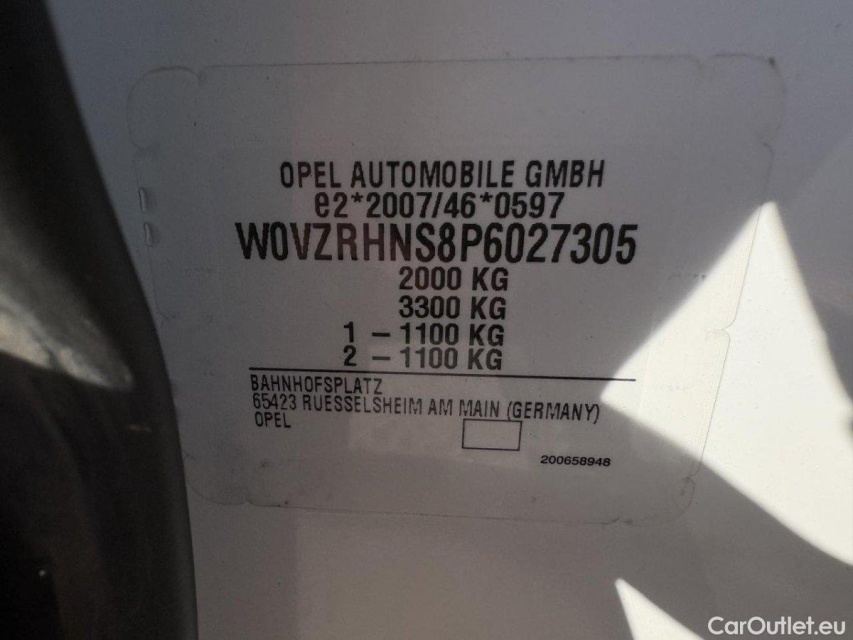 OPEL AUTOMOBILE GMBH
e2*2007/46*0597
W0VZRHNS8P6027305
2000 KG
3300 KG
1 - 1100 KG
2 - 1100 KG
BAHNHOFSPLATZ
65423 RUESSELSHEIM AM MAIN (GERMANY)
OPEL
200658948
CarOutlet.eu